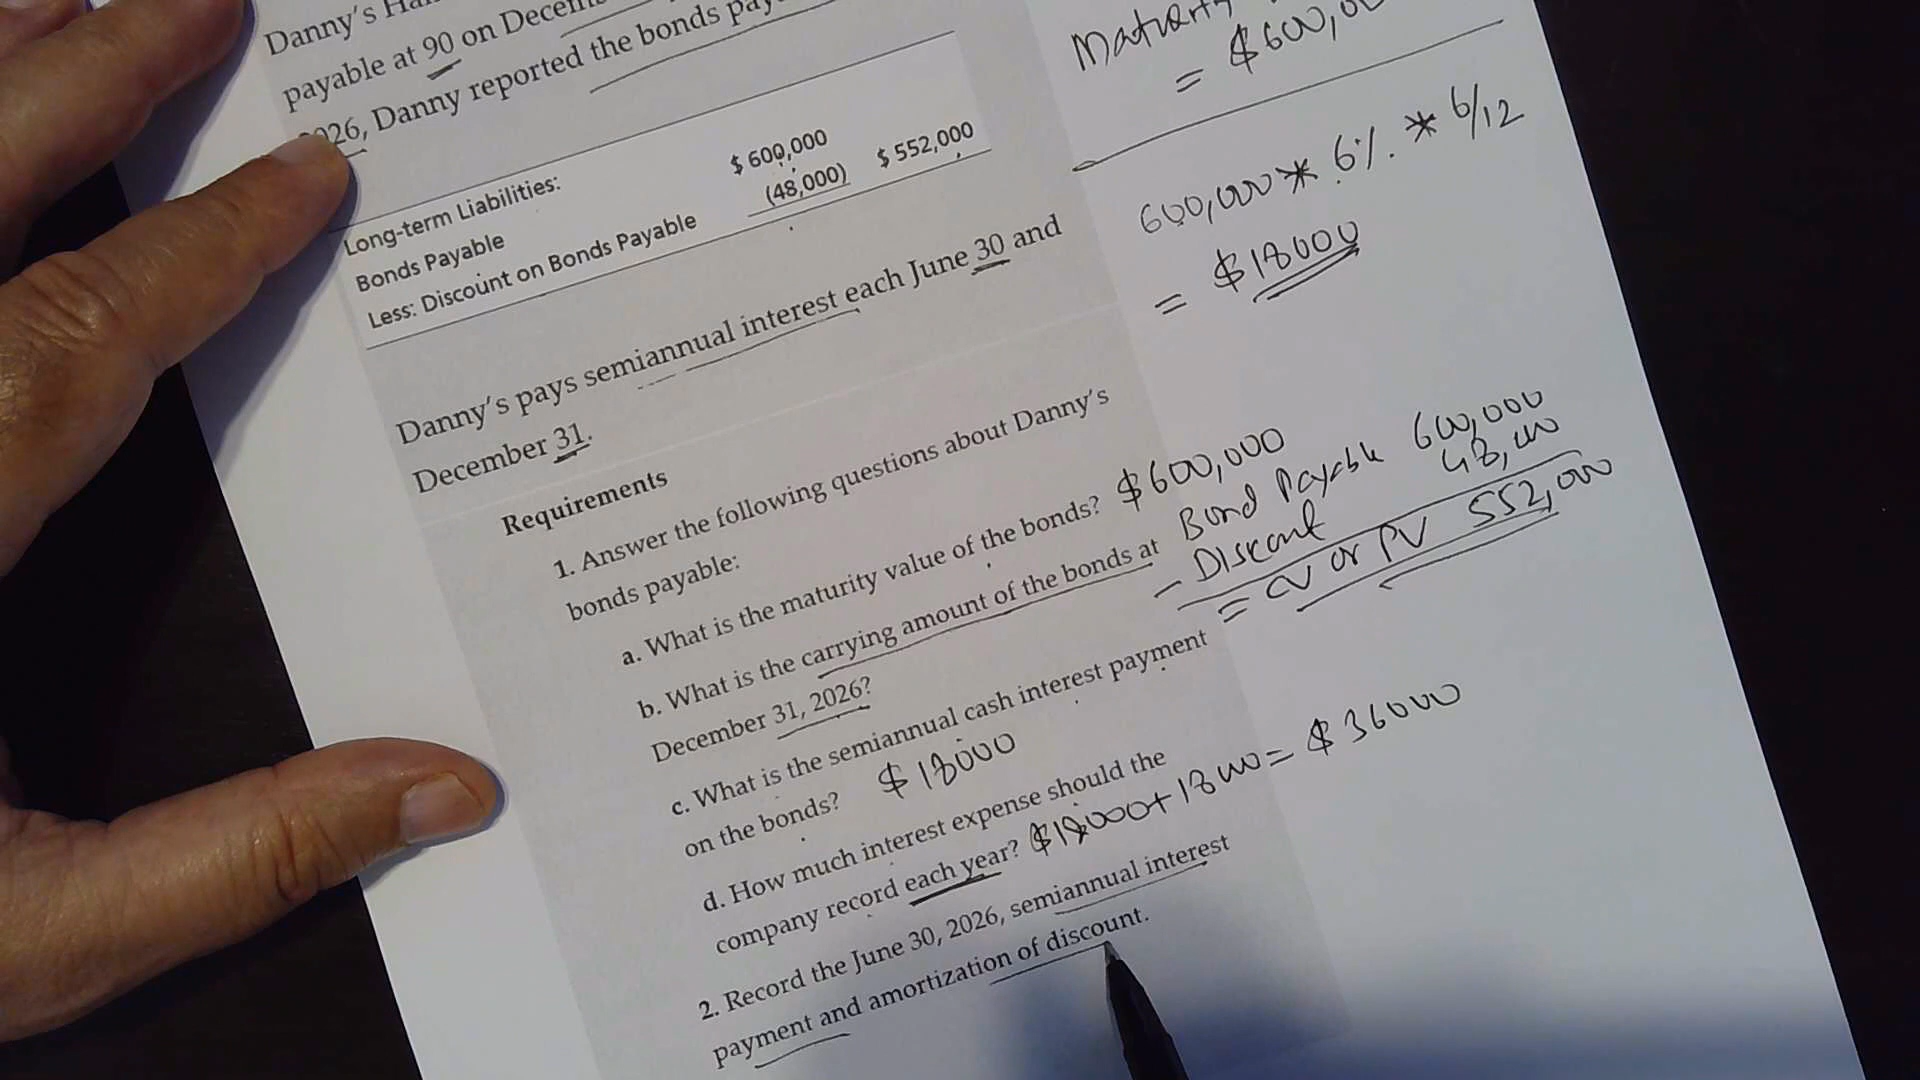 Danny's
payable at 90 on
2026, Danny reported the bonds
Long-term Liabilities:
Bonds Payable $ 600,000
Less: Discount on Bonds Payable (48,000) $ 552,000
Danny's pays semiannual interest each June 30 and
December 31.
Requirements
1. Answer the following questions about Danny's
bonds payable:
a. What is the maturity value of the bonds? $600,000
b. What is the carrying amount of the bonds at
December 31, 2026?
c. What is the semiannual cash interest payment
on the bonds? $18000
d. How much interest expense should the
company record each year? $18000+18000= $36000
2. Record the June 30, 2026, semiannual interest
payment and amortization of discount.
Maturity
= $600,0
600,000 * 6%. * 6/12
= $18000
Bond Payable 600,000
- Discount 48,000
= CV or PV 552,000